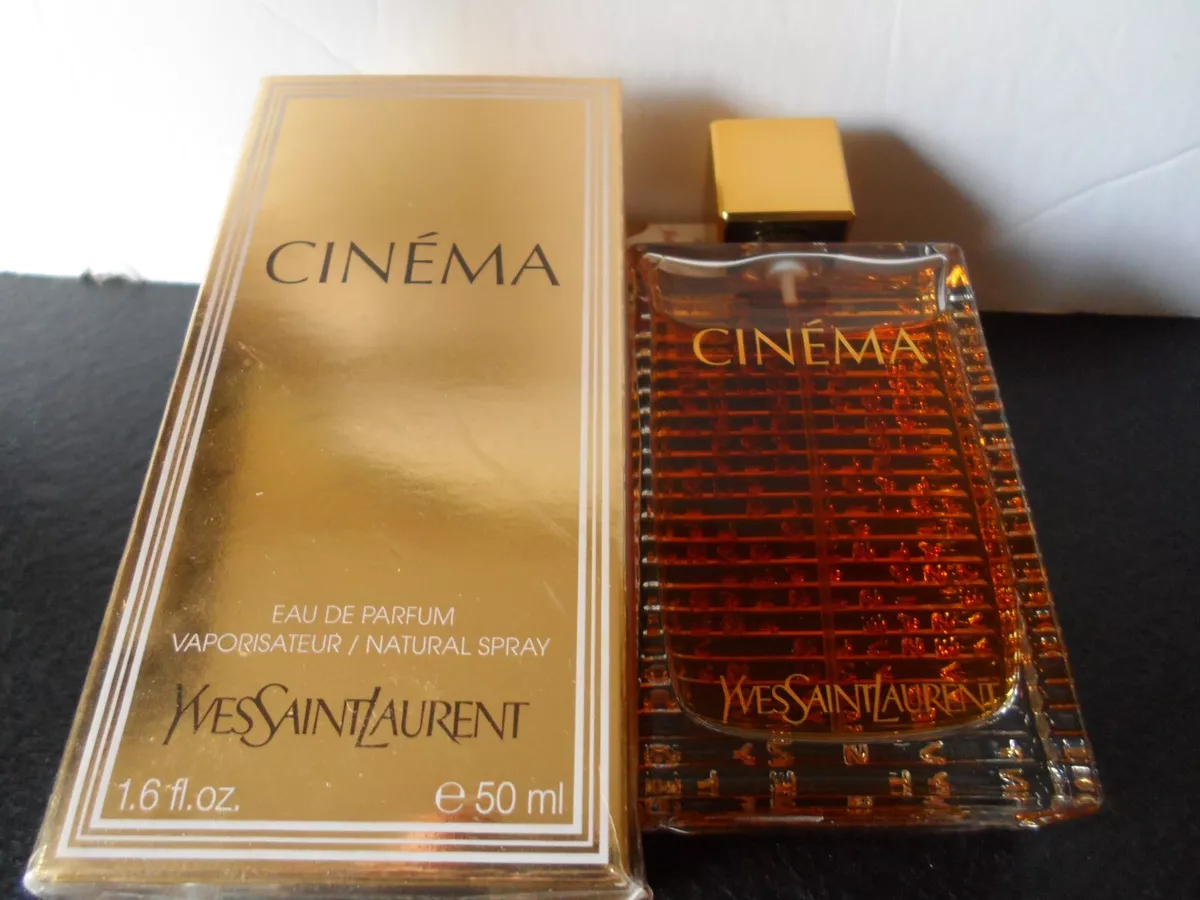 CINÉMA
EAU DE PARFUM
VAPORISATEUR / NATURAL SPRAY
YVESSAINTLAURENT
1.6 fl.oz. ℮ 50 ml
CINÉMA
YVESSAINTLAURENT